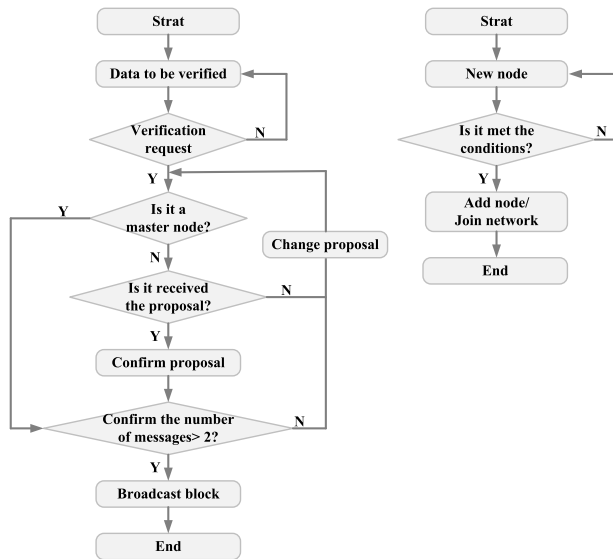 Strat
Data to be verified
Verification
request
N
Y
Is it a
master node?
Y
N
Change proposal
Is it received
the proposal?
N
Y
Confirm proposal
Confirm the number
of messages> 2?
N
Y
Broadcast block
End
Strat
New node
Is it met the
conditions?
N
Y
Add node/
Join network
End